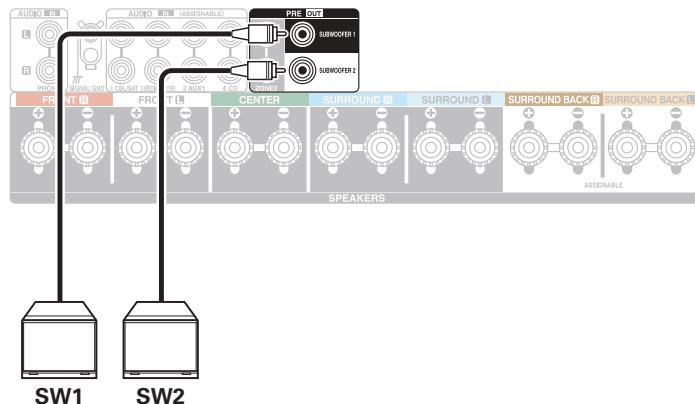 AUDIO IN
AUDIO IN (ASSIGNABLE)
PRE OUT
L
SUBWOOFER 1
R
SUBWOOFER 2
PHONO
SIGNAL GND
1 CBL/SAT
3 AUX1
4 CD
ZONE2
FRONT R
FRONT L
CENTER
SURROUND R
SURROUND L
SURROUND BACK R
SURROUND BACK L
ASSIGNABLE
SPEAKERS
SW1
SW2